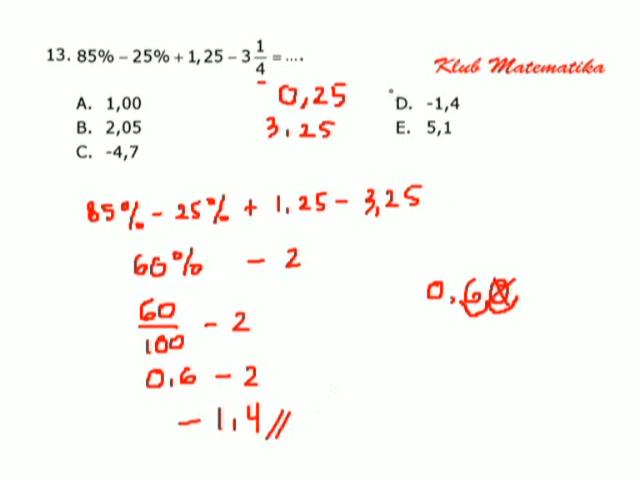 13. 85% – 25% + 1,25 – 3 1/4 = ....
Klub Matematika
A. 1,00
B. 2,05
C. -4,7
D. -1,4
E. 5,1
0,25
3.25
85% - 25% + 1,25 - 3,25
60% - 2
60/100 - 2
0,6 - 2
-1,4//
0,60